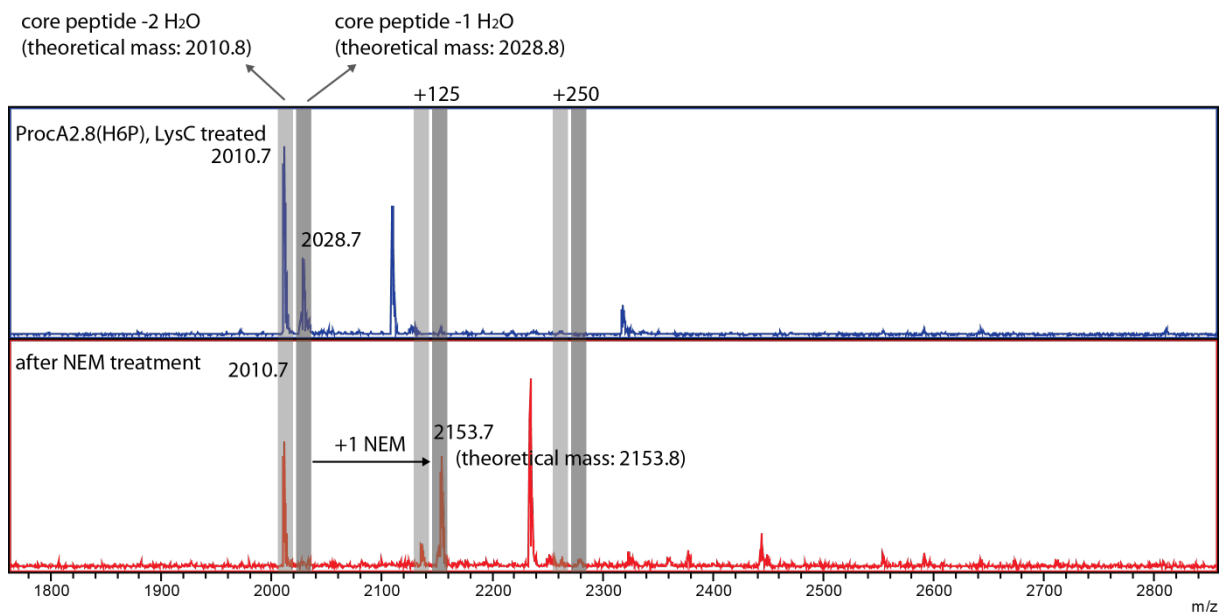 core peptide -2 H₂O
(theoretical mass: 2010.8)
core peptide -1 H₂O
(theoretical mass: 2028.8)
+125
+250
ProcA2.8(H6P), LysC treated
2010.7
2028.7
after NEM treatment
2010.7
+1 NEM
2153.7
(theoretical mass: 2153.8)
1800 1900 2000 2100 2200 2300 2400 2500 2600 2700 2800
m/z